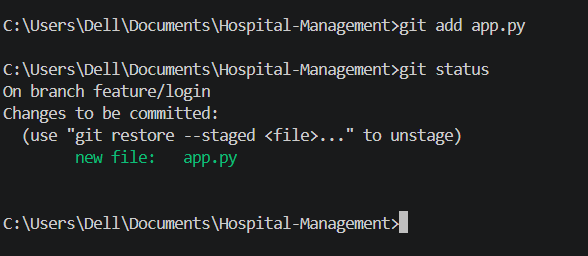 C:\Users\Dell\Documents\Hospital-Management>git add app.py
C:\Users\Dell\Documents\Hospital-Management>git status
On branch feature/login
Changes to be committed:
  (use "git restore --staged <file>..." to unstage)
        new file:   app.py
C:\Users\Dell\Documents\Hospital-Management>